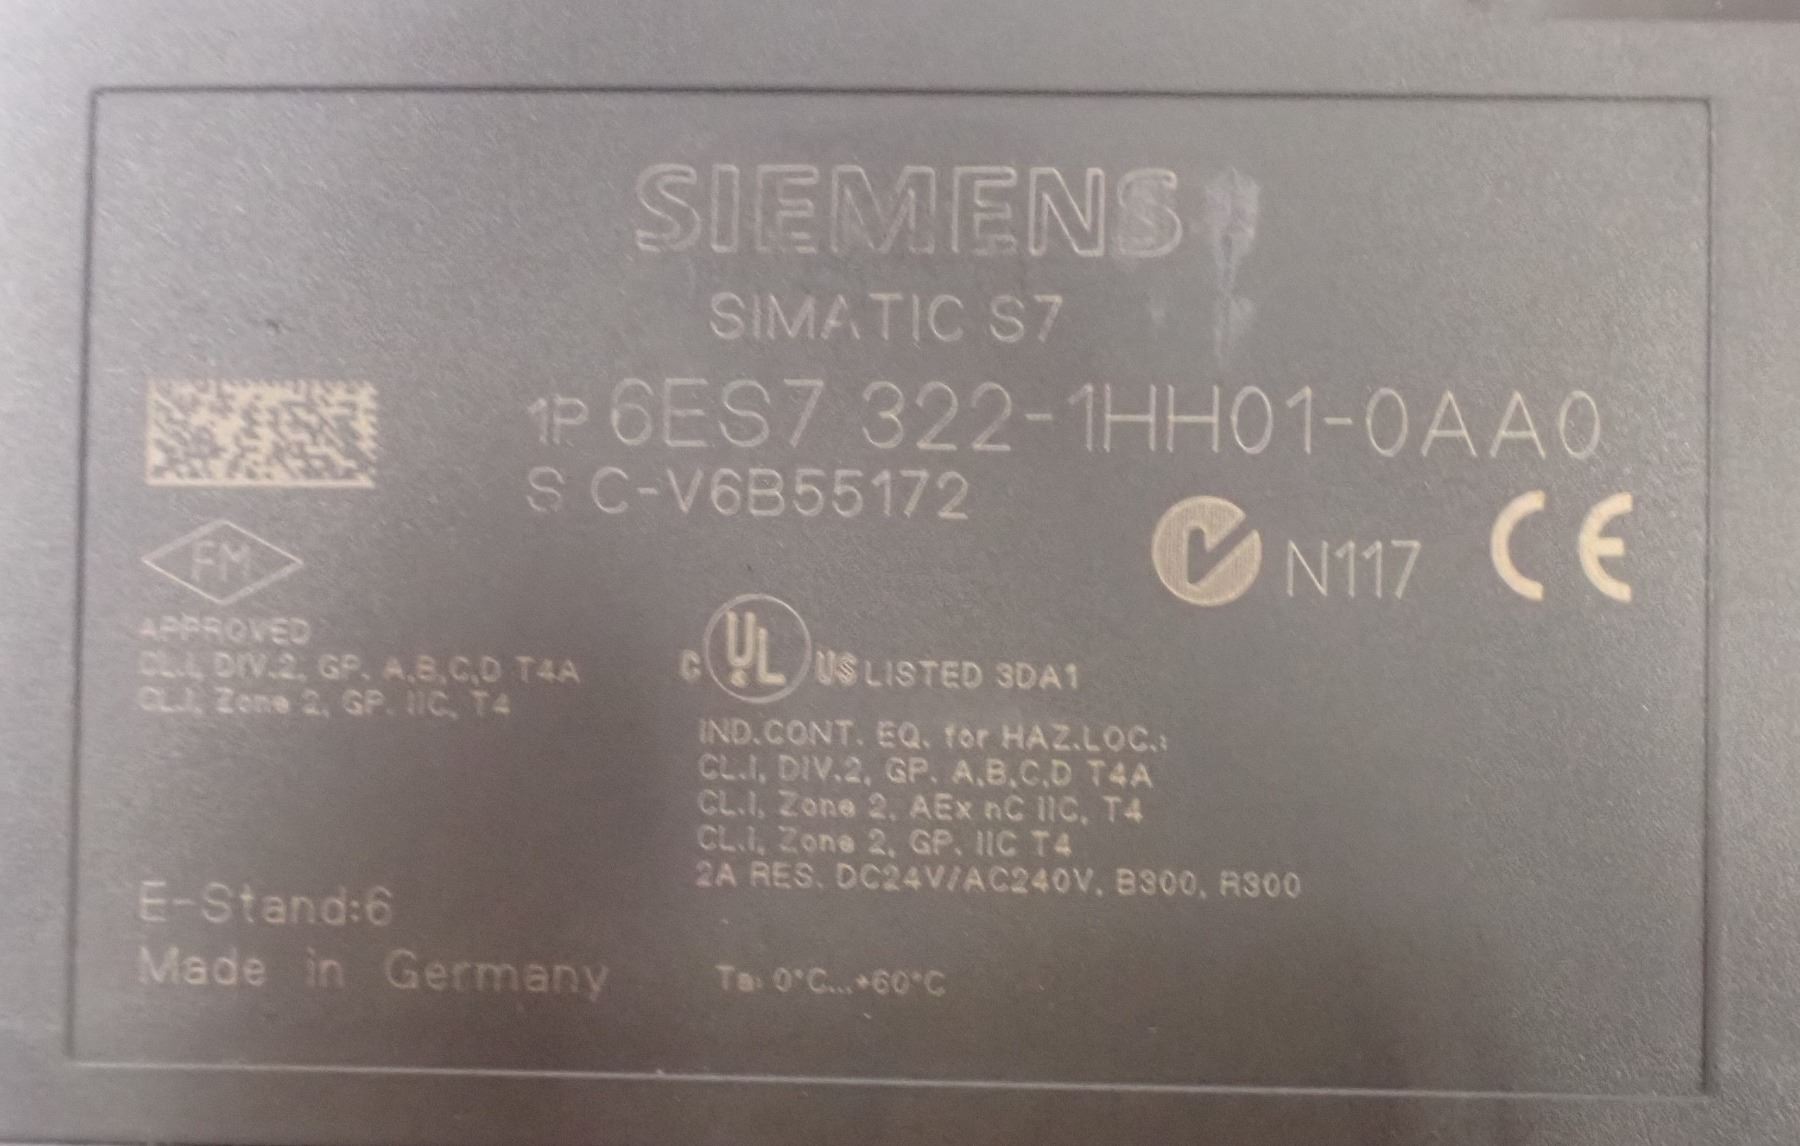 SIEMENS
SIMATIC S7
1P 6ES7 322-1HH01-0AA0
S C-V6B55172
N117 CE
FM
APPROVED
CL.I, DIV.2, GP. A,B,C,D T4A
CL.I, Zone 2, GP. IIC, T4
C UL US LISTED 3DA1
IND.CONT. EQ. for HAZ.LOC.:
CL.I, DIV.2, GP. A,B,C,D T4A
CL.I, Zone 2, AEx nC IIC, T4
CL.I, Zone 2, GP. IIC T4
2A RES. DC24V/AC240V, B300, R300
E-Stand:6
Made in Germany
Ta: 0°C...+60°C